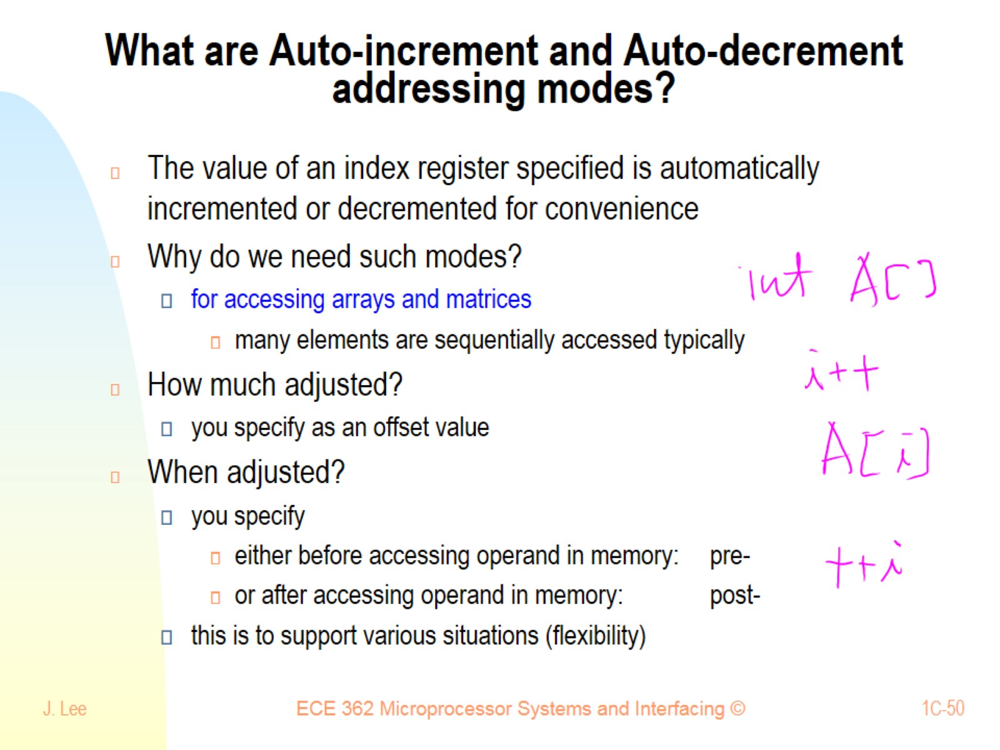 What are Auto-increment and Auto-decrement
addressing modes?
The value of an index register specified is automatically
incremented or decremented for convenience
Why do we need such modes?
int A[]
for accessing arrays and matrices
many elements are sequentially accessed typically
i++
How much adjusted?
you specify as an offset value
A[i]
When adjusted?
you specify
either before accessing operand in memory: pre-
++i
or after accessing operand in memory: post-
this is to support various situations (flexibility)
J. Lee
ECE 362 Microprocessor Systems and Interfacing ©
1C-50